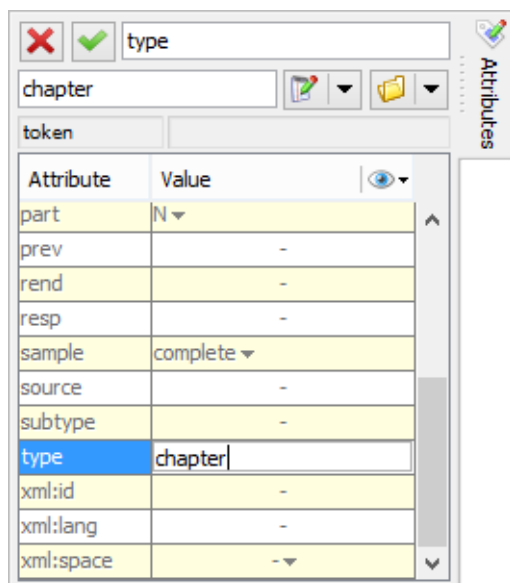 type
chapter
token
Attribute Value
part N
prev -
rend -
resp -
sample complete
source -
subtype -
type chapter
xml:id -
xml:lang -
xml:space -
Attributes